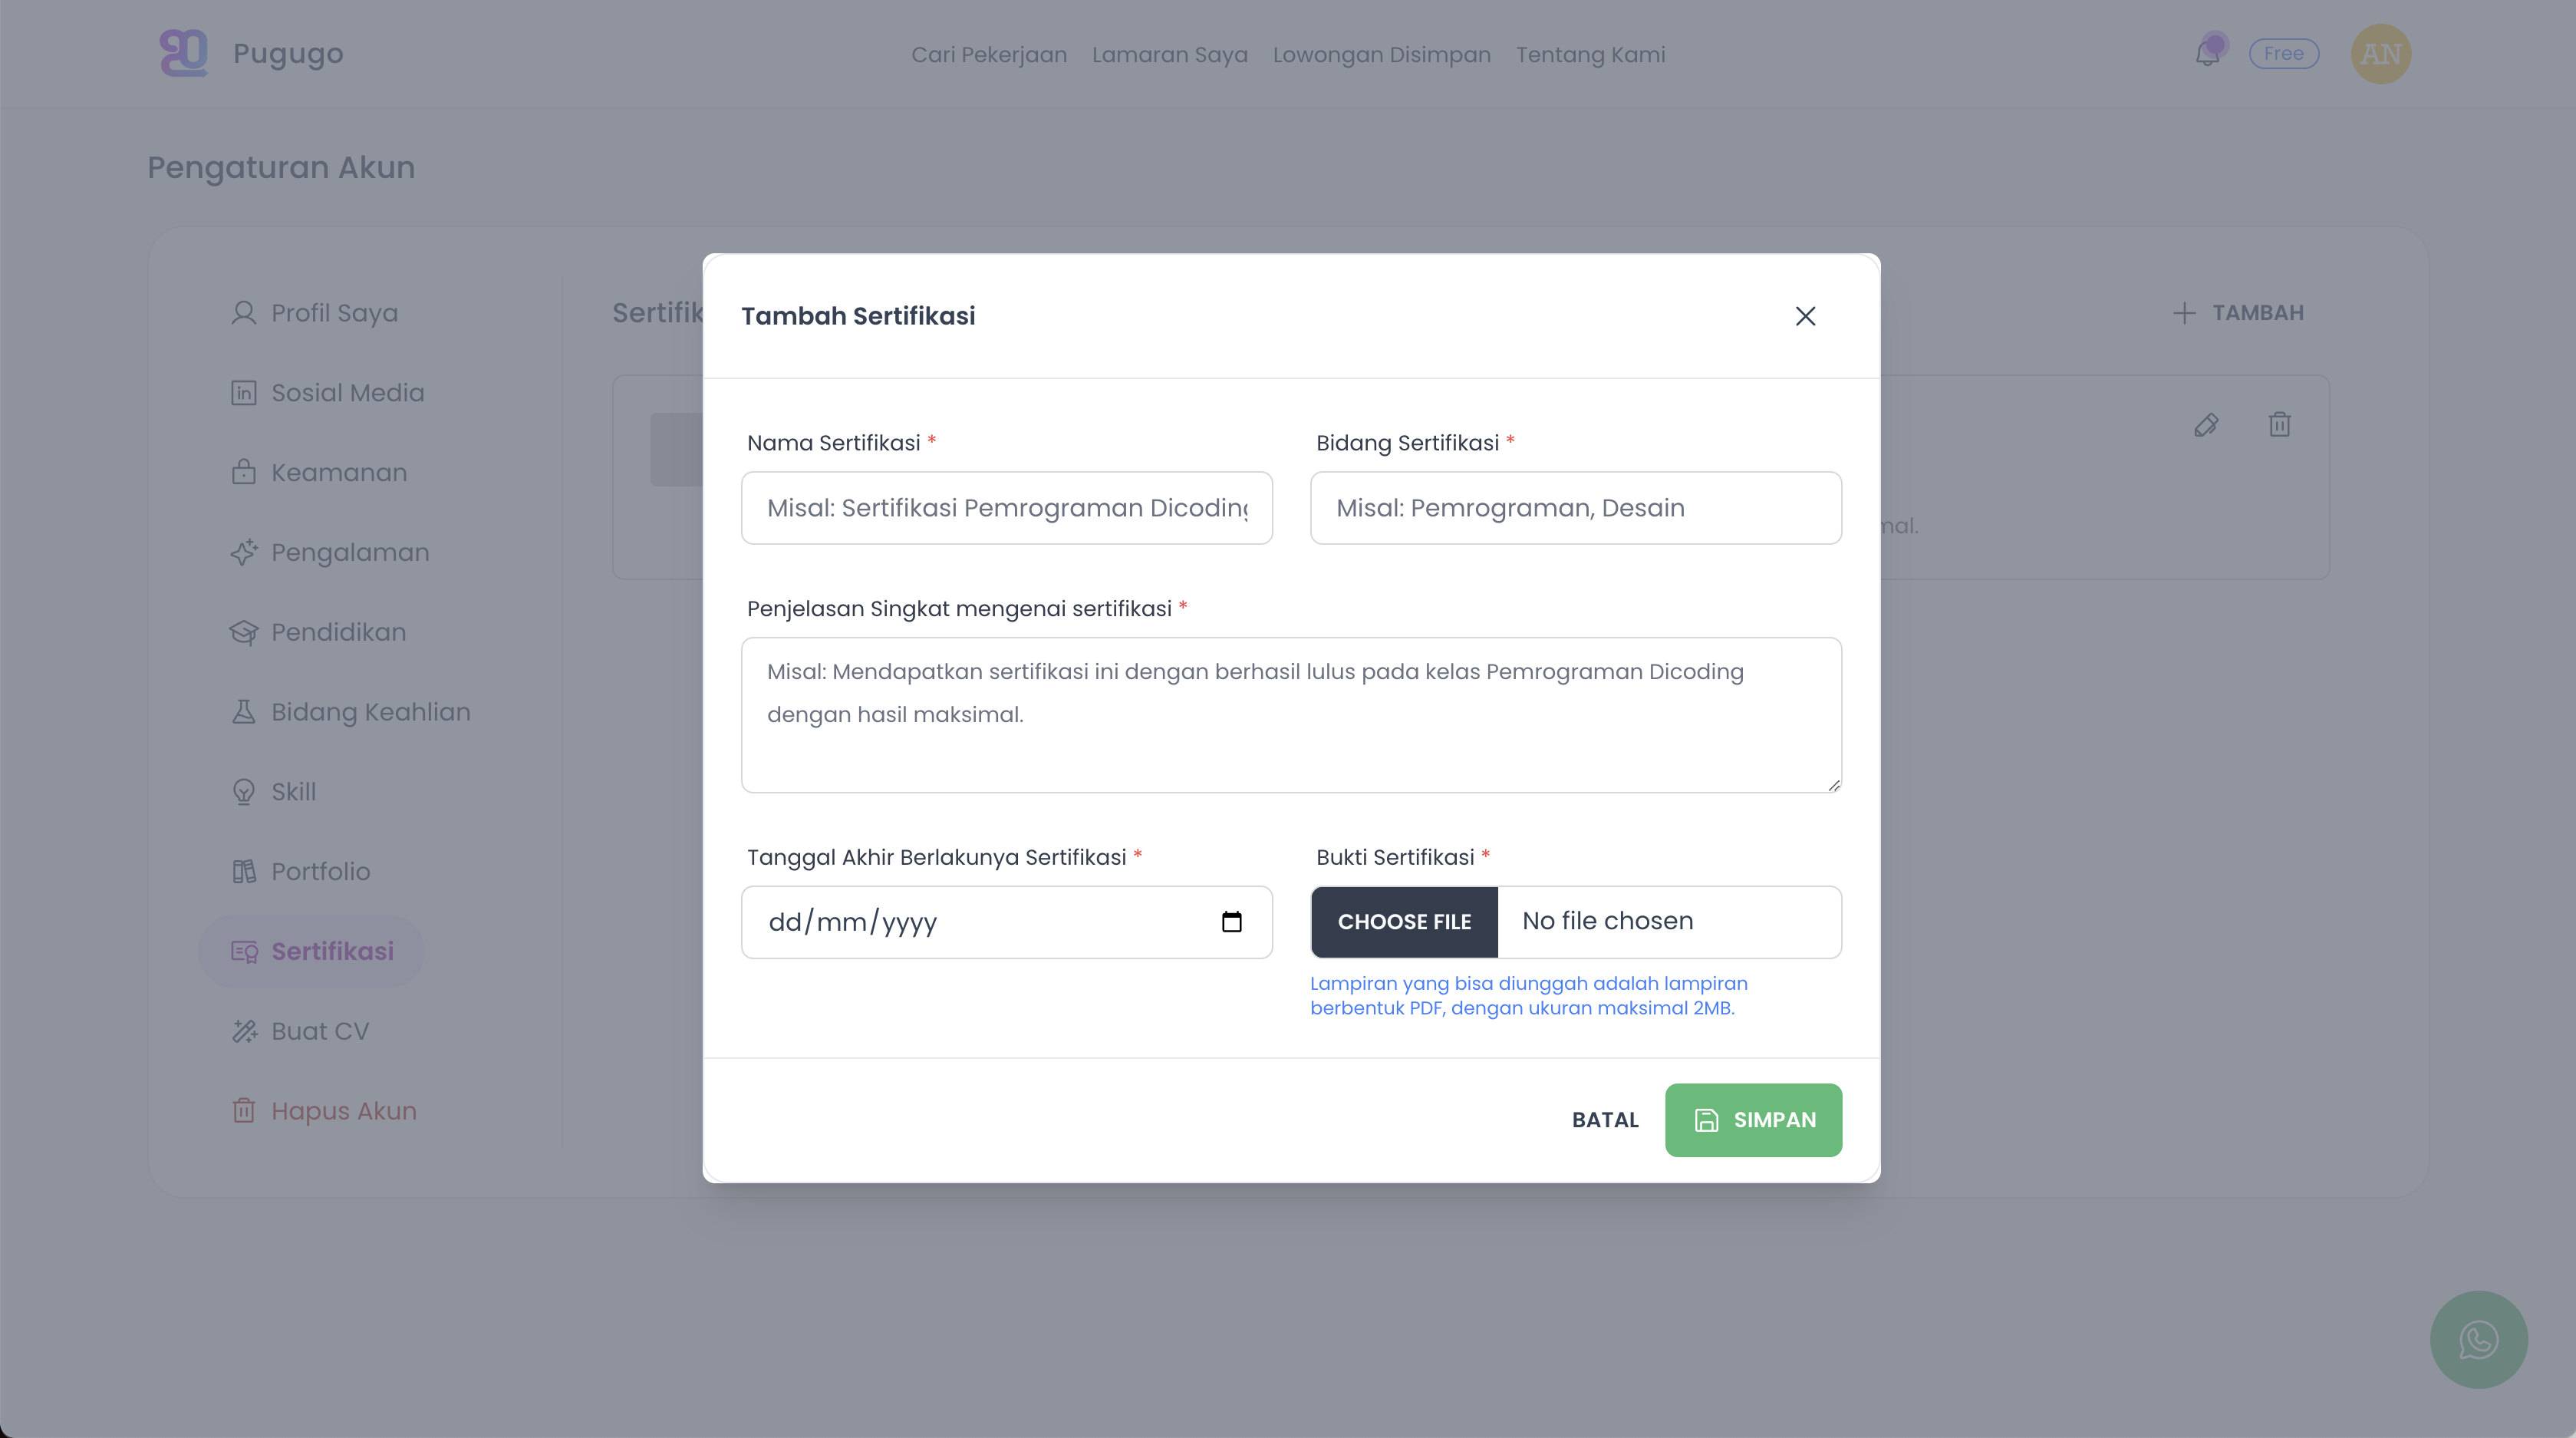 Pugugo
Cari Pekerjaan Lamaran Saya Lowongan Disimpan Tentang Kami
Free
AN
Pengaturan Akun
Profil Saya
Sosial Media
Keamanan
Pengalaman
Pendidikan
Bidang Keahlian
Skill
Portfolio
Sertifikasi
Buat CV
Hapus Akun
Sertifik
TAMBAH
mal.
Tambah Sertifikasi
Nama Sertifikasi *
Misal: Sertifikasi Pemrograman Dicoding
Bidang Sertifikasi *
Misal: Pemrograman, Desain
Penjelasan Singkat mengenai sertifikasi *
Misal: Mendapatkan sertifikasi ini dengan berhasil lulus pada kelas Pemrograman Dicoding
dengan hasil maksimal.
Tanggal Akhir Berlakunya Sertifikasi *
dd/mm/yyyy
Bukti Sertifikasi *
CHOOSE FILE No file chosen
Lampiran yang bisa diunggah adalah lampiran
berbentuk PDF, dengan ukuran maksimal 2MB.
BATAL
SIMPAN